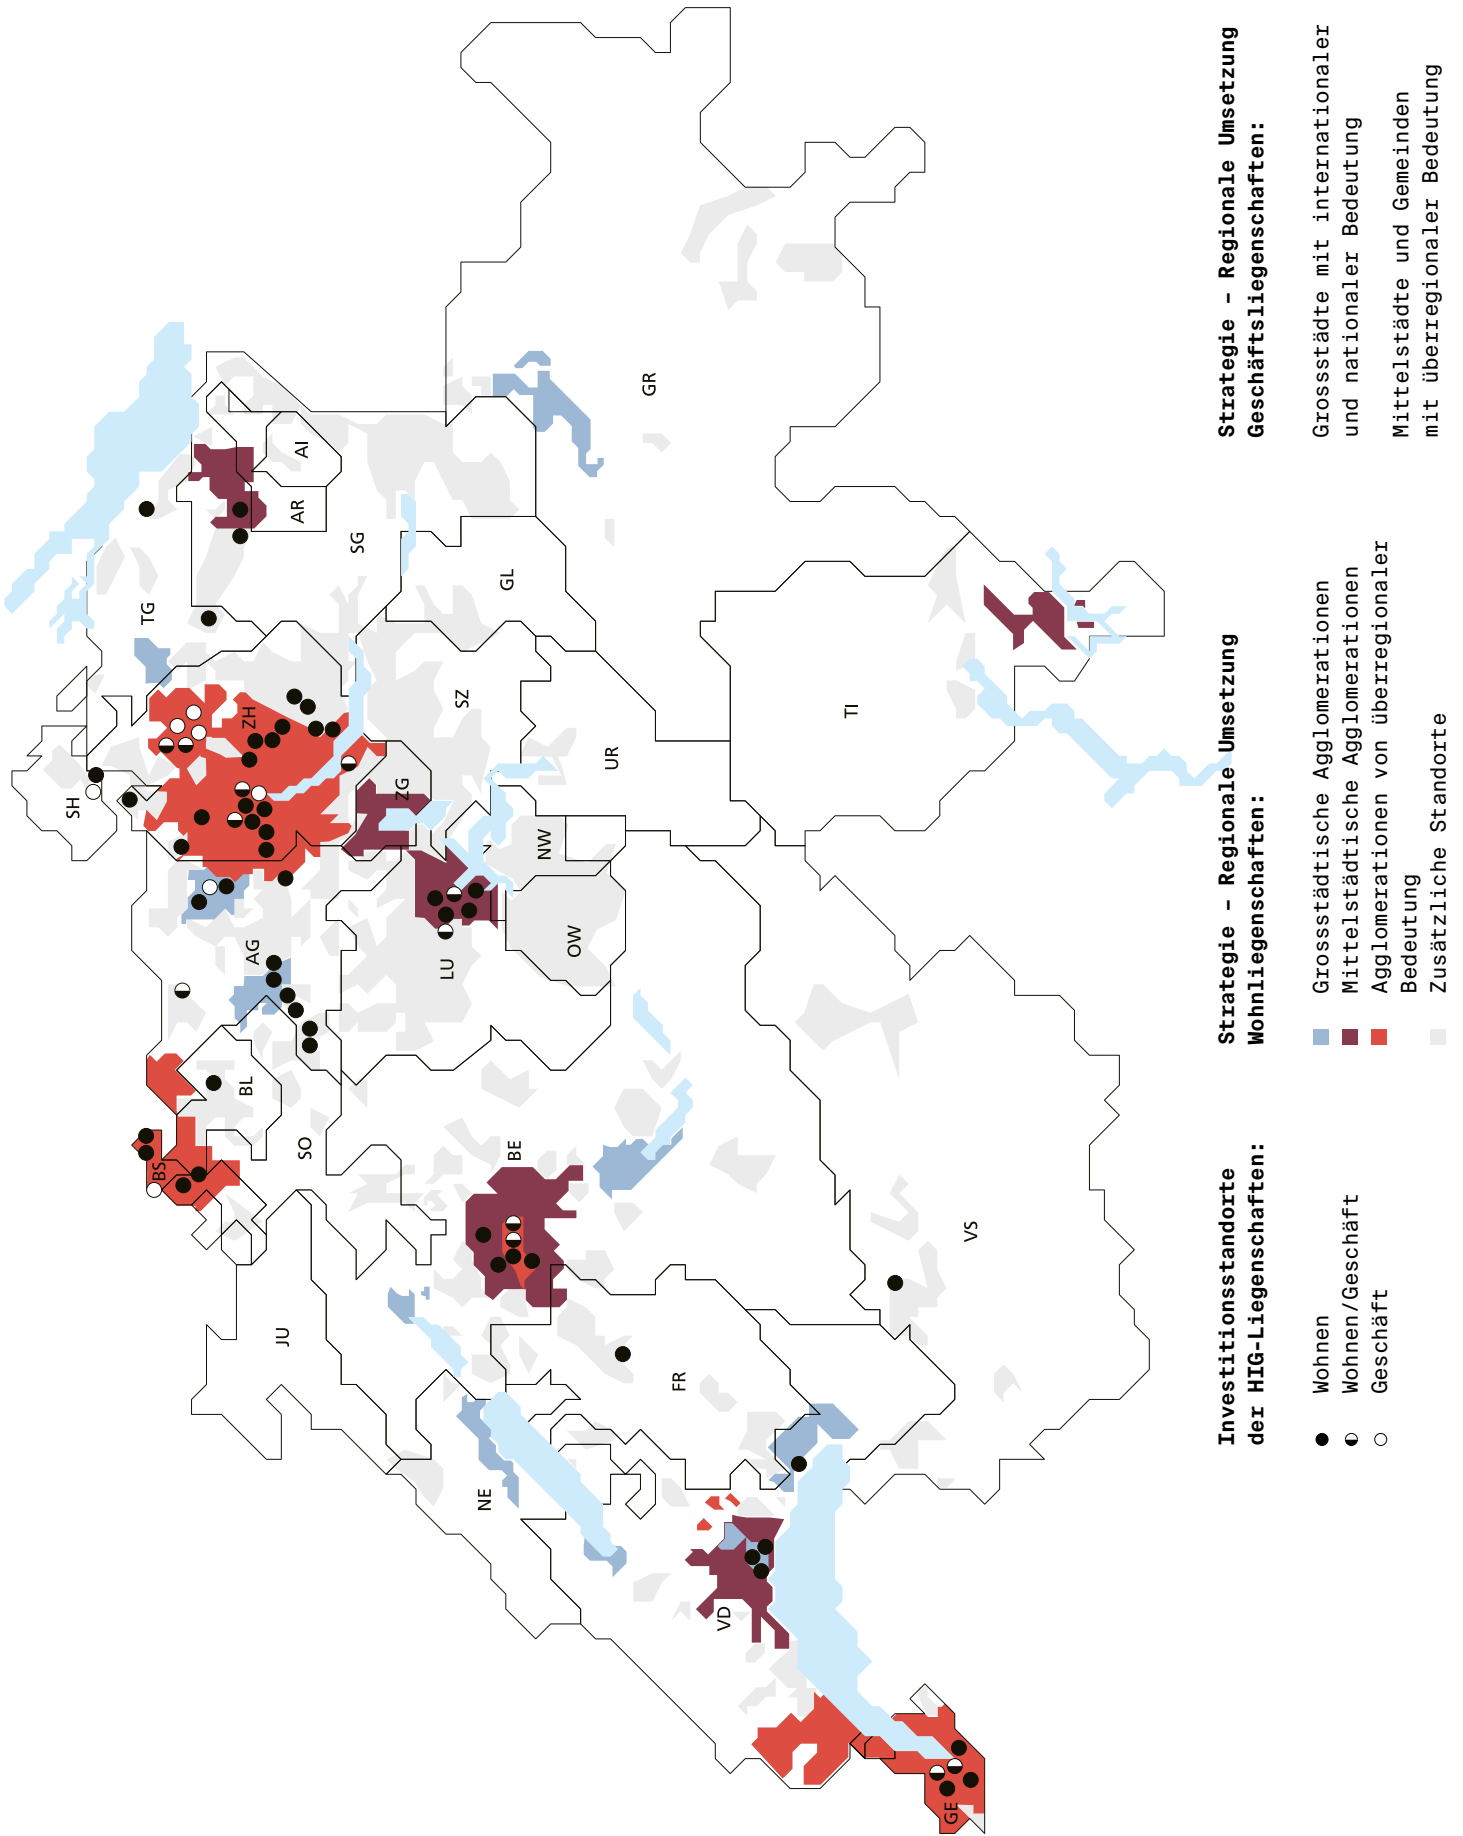 SH
TG
BS
BL
AG
ZH
AR
AI
SG
JU
SO
LU
ZG
SZ
GL
NE
BE
OW
NW
UR
GR
VD
FR
VS
TI
GE
Investitionsstandorte
der HIG-Liegenschaften:
Wohnen
Wohnen/Geschäft
Geschäft
Strategie – Regionale Umsetzung
Wohnliegenschaften:
Grossstädtische Agglomerationen
Mittelstädtische Agglomerationen
Agglomerationen von überregionaler
Bedeutung
Zusätzliche Standorte
Strategie – Regionale Umsetzung
Geschäftsliegenschaften:
Grossstädte mit internationaler
und nationaler Bedeutung
Mittelstädte und Gemeinden
mit überregionaler Bedeutung